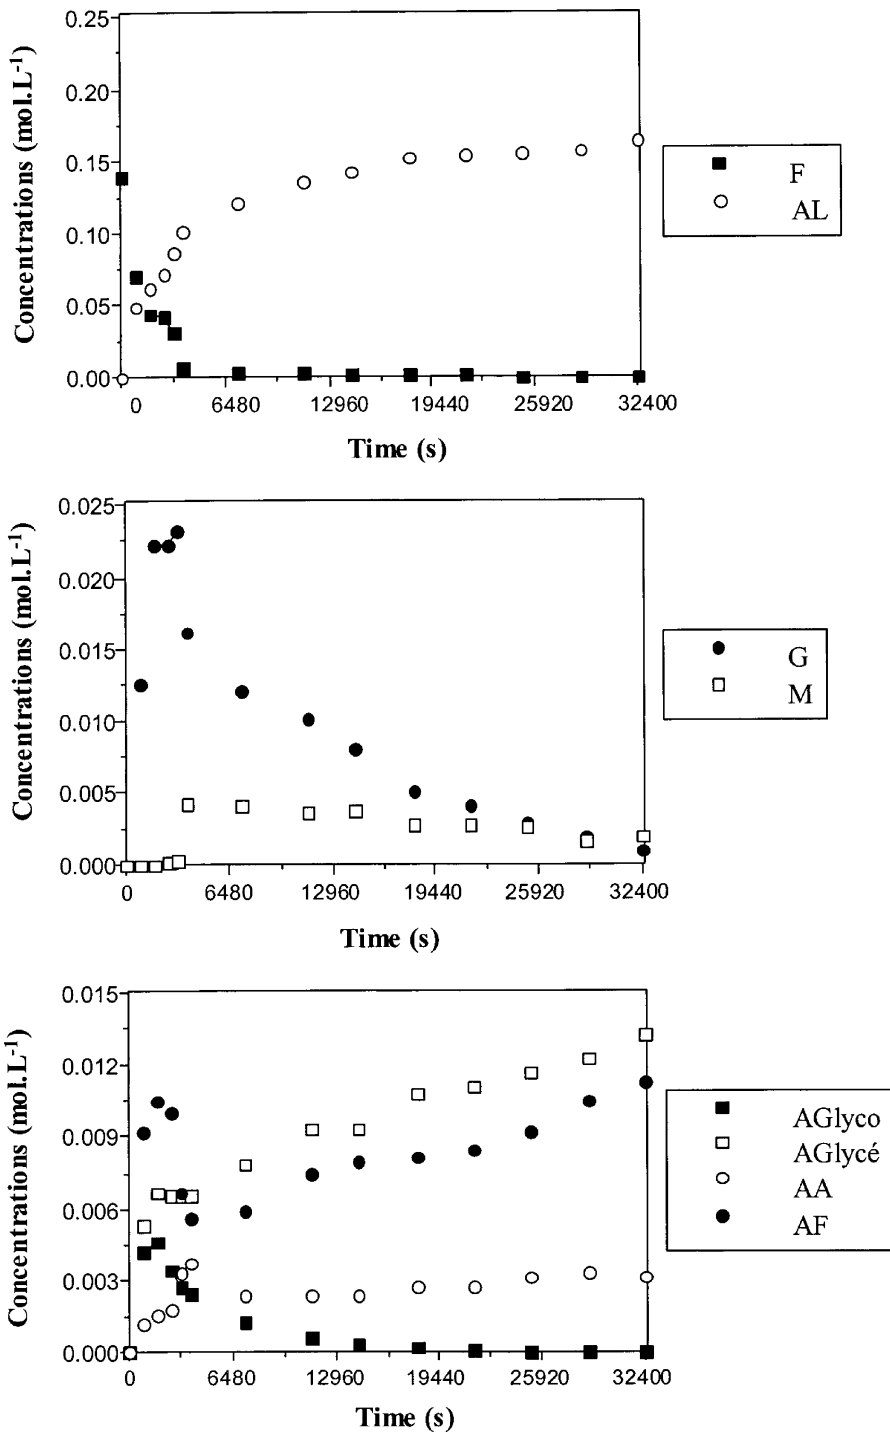 Concentrations (mol.L-1)
0.25
0.20
0.15
0.10
0.05
0.00
0 6480 12960 19440 25920 32400
Time (s)
F
AL
Concentrations (mol.L-1)
0.025
0.020
0.015
0.010
0.005
0.000
0 6480 12960 19440 25920 32400
Time (s)
G
M
Concentrations (mol.L-1)
0.015
0.012
0.009
0.006
0.003
0.000
0 6480 12960 19440 25920 32400
Time (s)
AGlyco
AGlycé
AA
AF